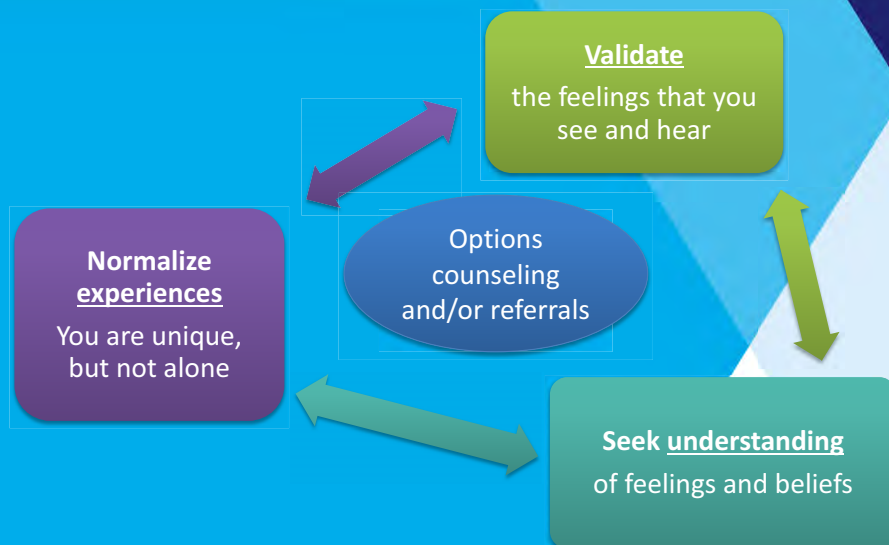 Validate
the feelings that you
see and hear
Options
counseling
and/or referrals
Normalize
experiences
You are unique,
but not alone
Seek understanding
of feelings and beliefs